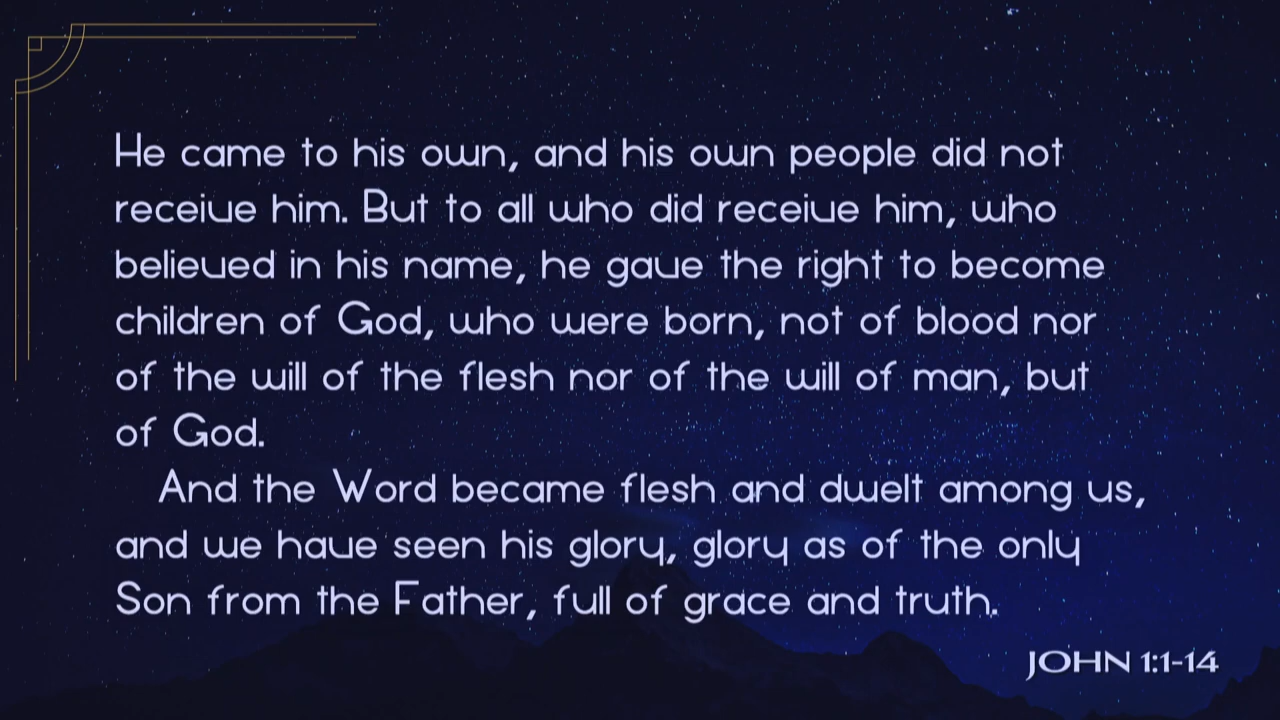 He came to his own, and his own people did not
receive him. But to all who did receive him, who
believed in his name, he gave the right to become
children of God, who were born, not of blood nor
of the will of the flesh nor of the will of man, but
of God.
And the Word became flesh and dwelt among us,
and we have seen his glory, glory as of the only
Son from the Father, full of grace and truth.
JOHN 1:1-14